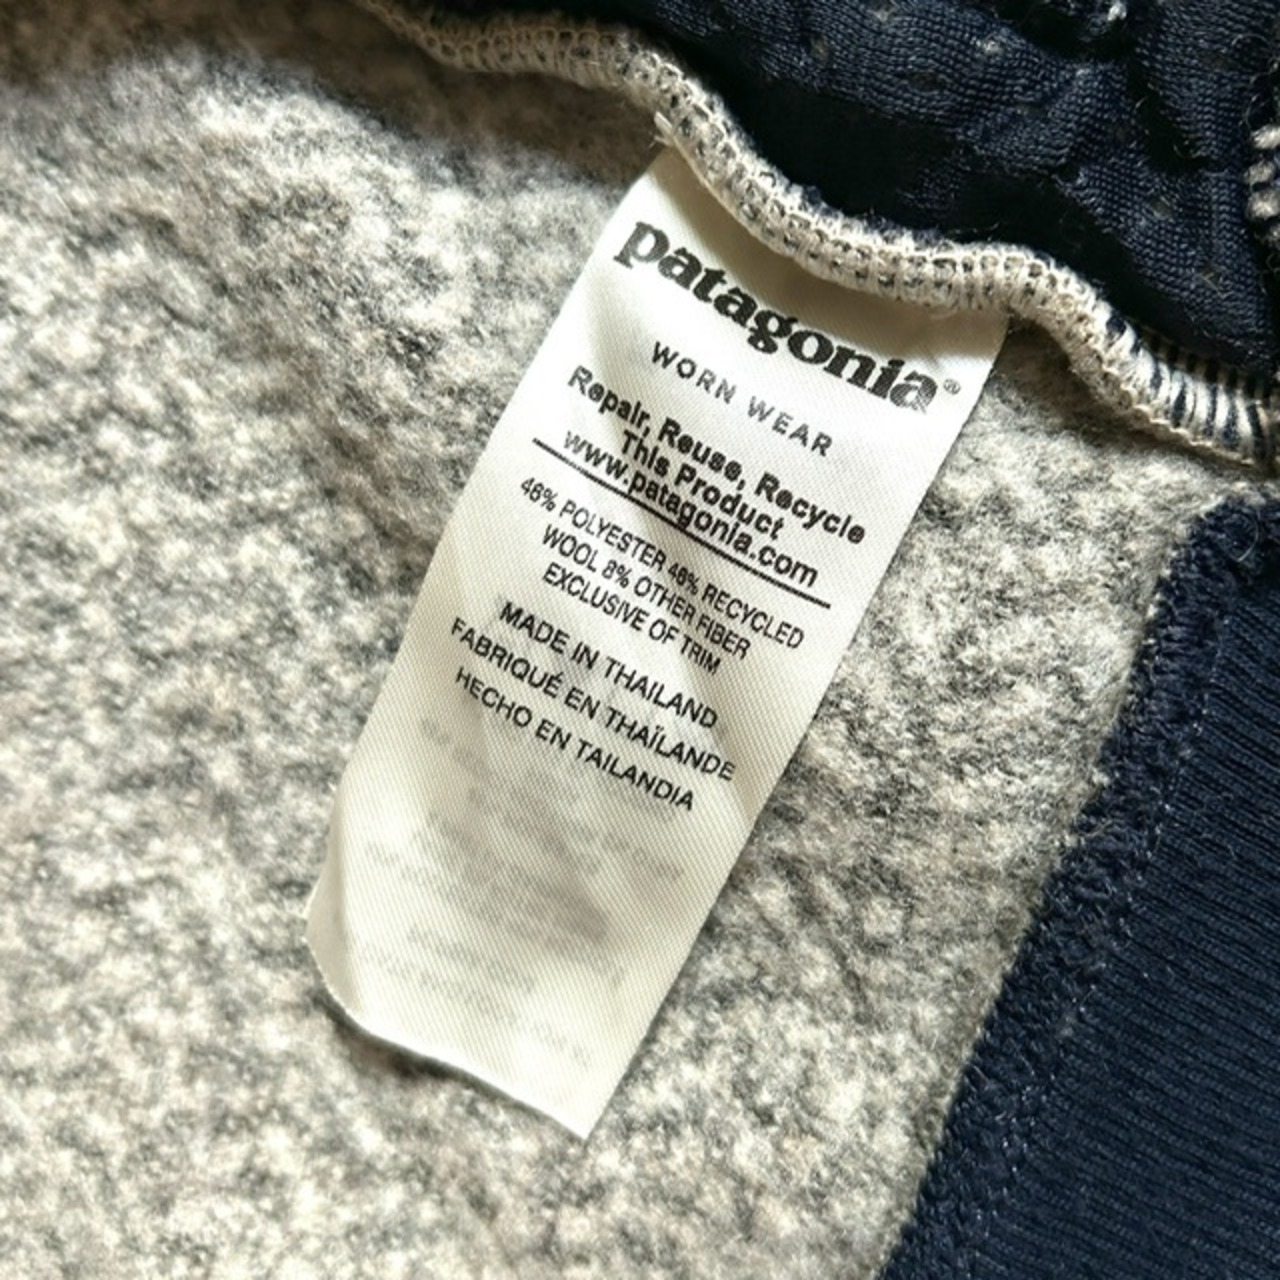 patagonia®
WORN WEAR
Repair, Reuse, Recycle
This Product
www.patagonia.com
46% POLYESTER 46% RECYCLED
WOOL 8% OTHER FIBER
EXCLUSIVE OF TRIM
MADE IN THAILAND
FABRIQUÉ EN THAÏLANDE
HECHO EN TAILANDIA